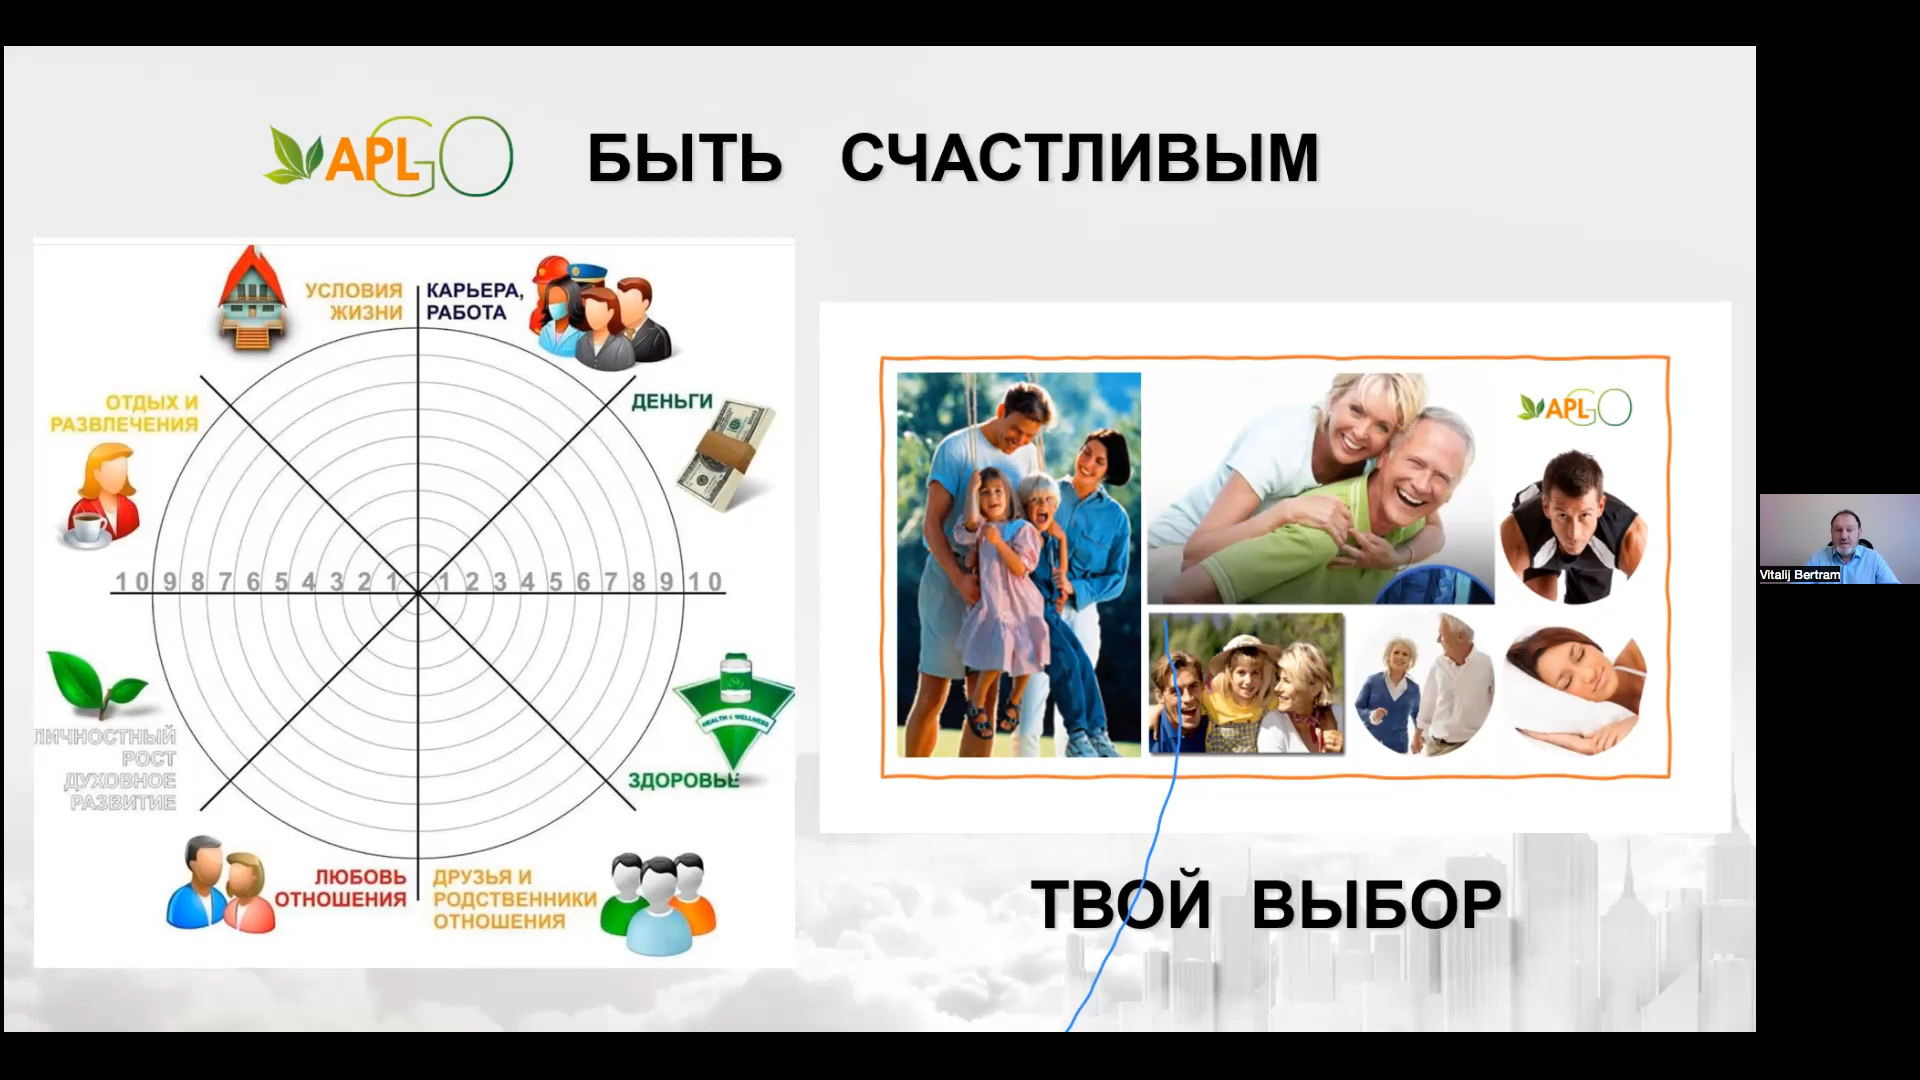 APLGO
БЫТЬ СЧАСТЛИВЫМ
УСЛОВИЯ
ЖИЗНИ
КАРЬЕРА,
РАБОТА
ОТДЫХ И
РАЗВЛЕЧЕНИЯ
ДЕНЬГИ
10 9 8 7 6 5 4 3 2 1 1 2 3 4 5 6 7 8 9 10
HEALTH & WELLNESS
ЛИЧНОСТНЫЙ
РОСТ
ДУХОВНОЕ
РАЗВИТИЕ
ЗДОРОВЬЕ
ЛЮБОВЬ
ОТНОШЕНИЯ
ДРУЗЬЯ И
РОДСТВЕННИКИ
ОТНОШЕНИЯ
APLGO
ТВОЙ ВЫБОР
Vitalij Bertram